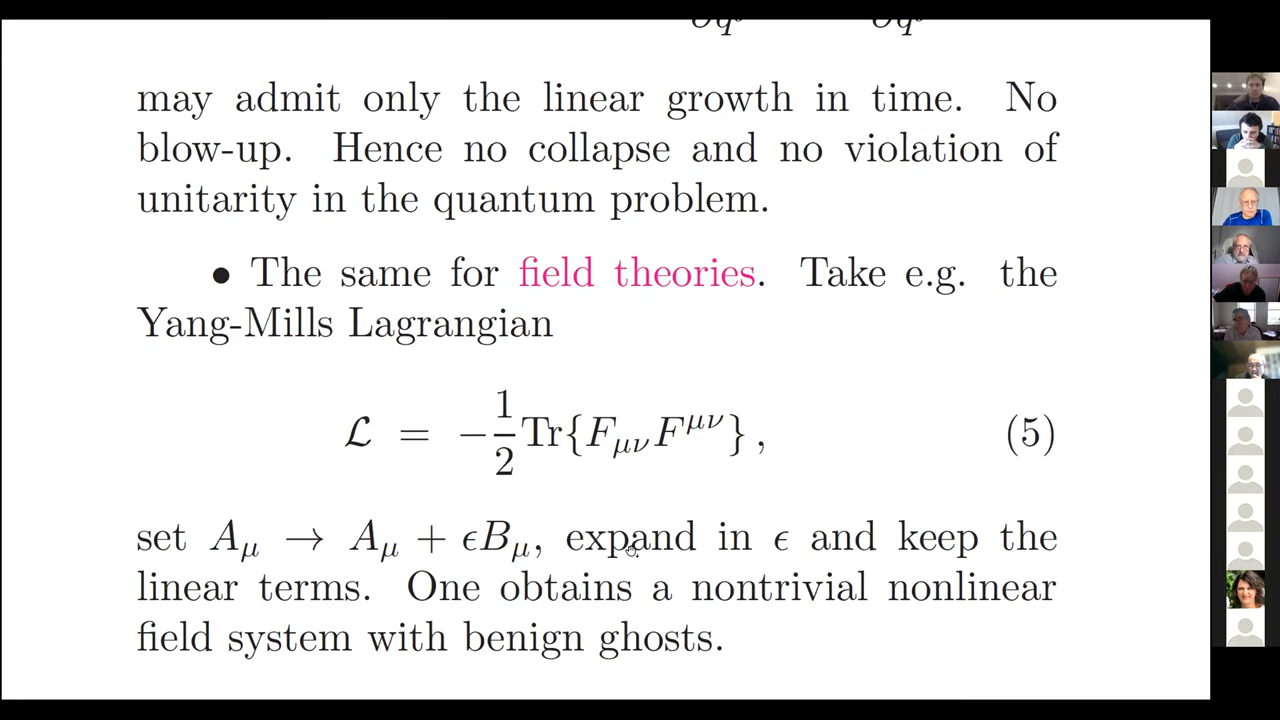 may admit only the linear growth in time. No
blow-up. Hence no collapse and no violation of
unitarity in the quantum problem.
• The same for field theories. Take e.g. the
Yang-Mills Lagrangian
ℒ = −1/2 Tr{F_{μν}F^{μν}}, (5)
set A_μ → A_μ + ϵB_μ, expand in ϵ and keep the
linear terms. One obtains a nontrivial nonlinear
field system with benign ghosts.